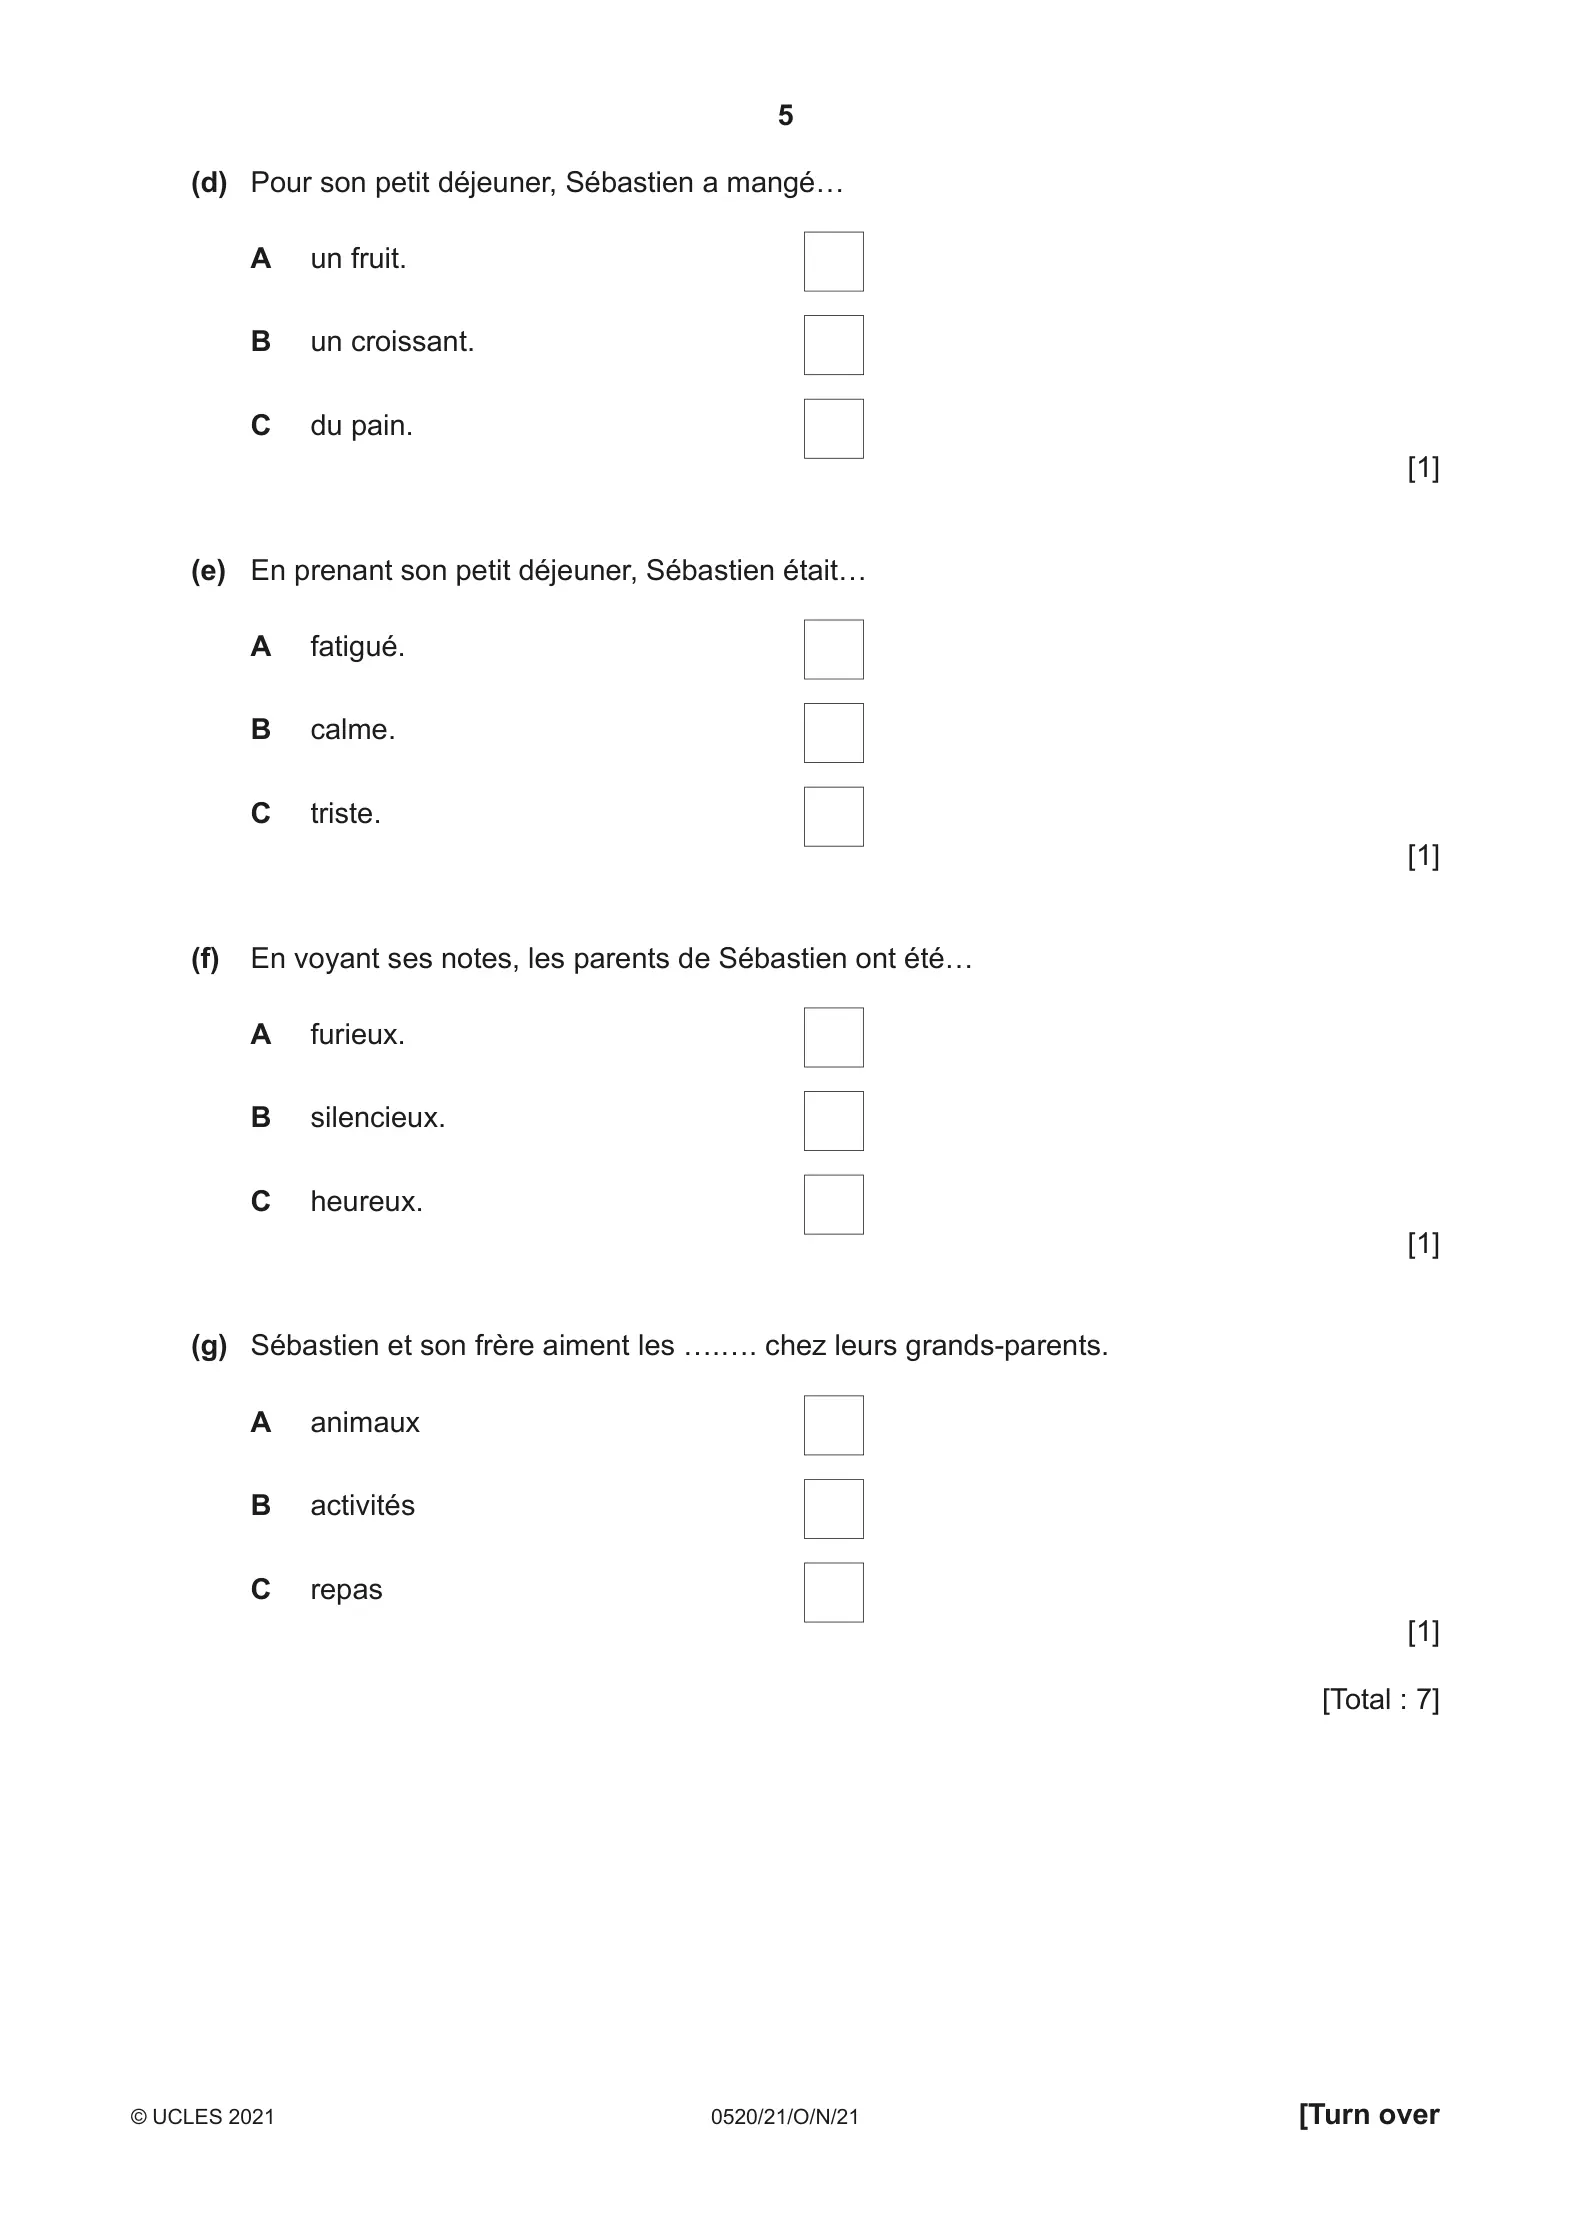 5
(d) Pour son petit déjeuner, Sébastien a mangé…
A un fruit.
B un croissant.
C du pain.
[1]
(e) En prenant son petit déjeuner, Sébastien était…
A fatigué.
B calme.
C triste.
[1]
(f) En voyant ses notes, les parents de Sébastien ont été…
A furieux.
B silencieux.
C heureux.
[1]
(g) Sébastien et son frère aiment les …….. chez leurs grands-parents.
A animaux
B activités
C repas
[1]
[Total : 7]
© UCLES 2021 0520/21/O/N/21 [Turn over